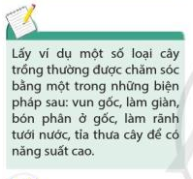 Lấy ví dụ một số loại cây
trồng thường được chăm sóc
bằng một trong những biện
pháp sau: vun gốc, làm giàn,
bón phân ở gốc, làm rãnh
tưới nước, tỉa thưa cây để có
năng suất cao.